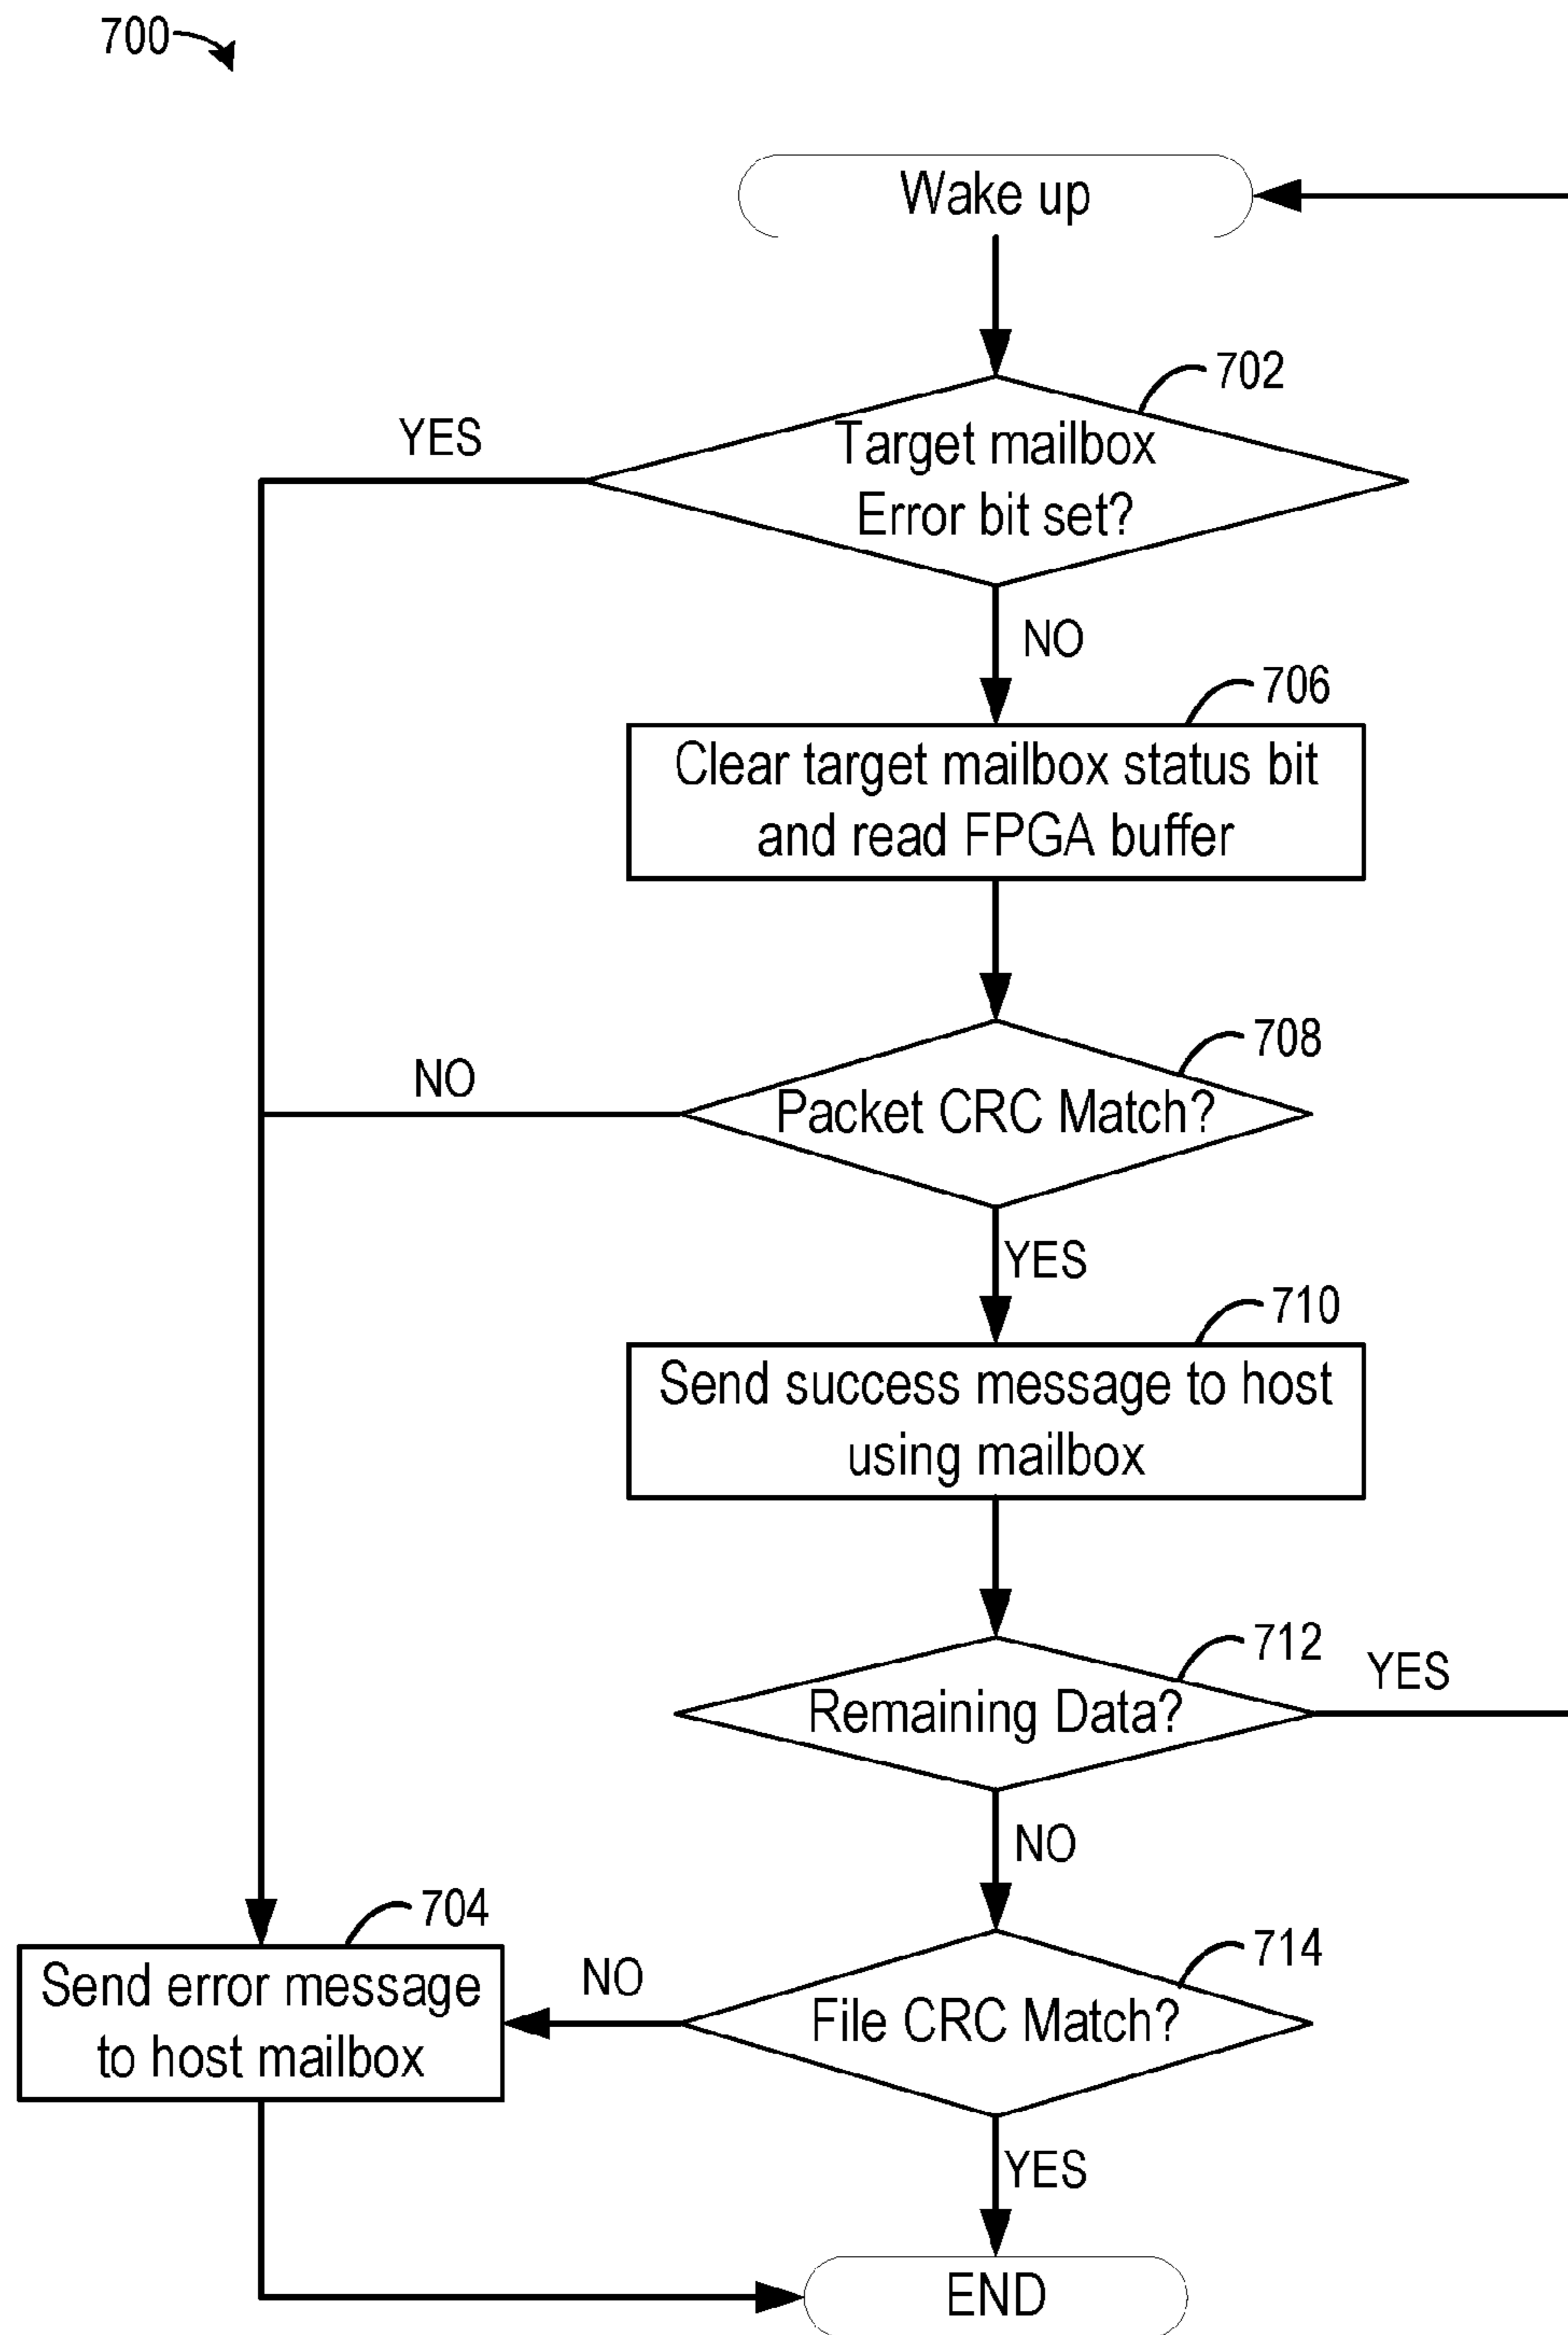 700
Wake up
702
Target mailbox
Error bit set?
YES
NO
706
Clear target mailbox status bit
and read FPGA buffer
708
Packet CRC Match?
NO
YES
710
Send success message to host
using mailbox
712
Remaining Data?
YES
NO
704
Send error message
to host mailbox
714
File CRC Match?
NO
YES
END